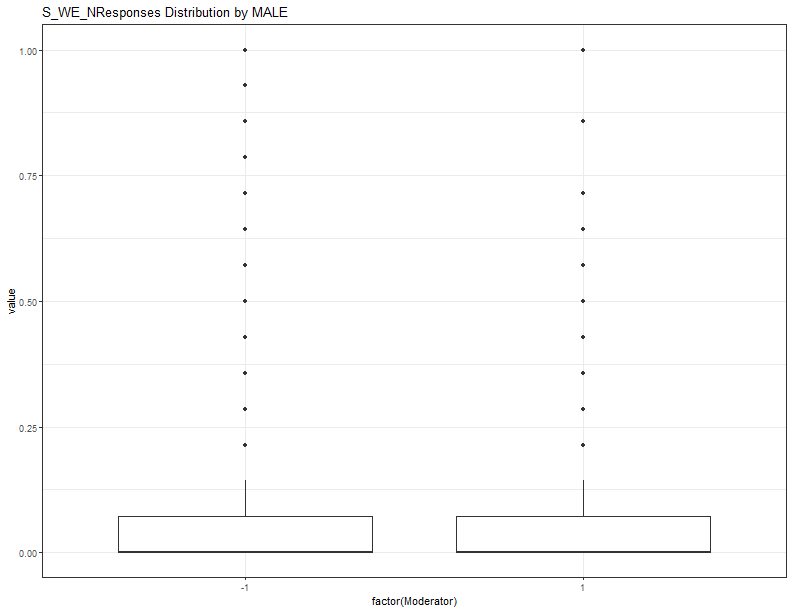 S_WE_NResponses Distribution by MALE
1.00
0.75
value
0.50
0.25
0.00
-1
1
factor(Moderator)